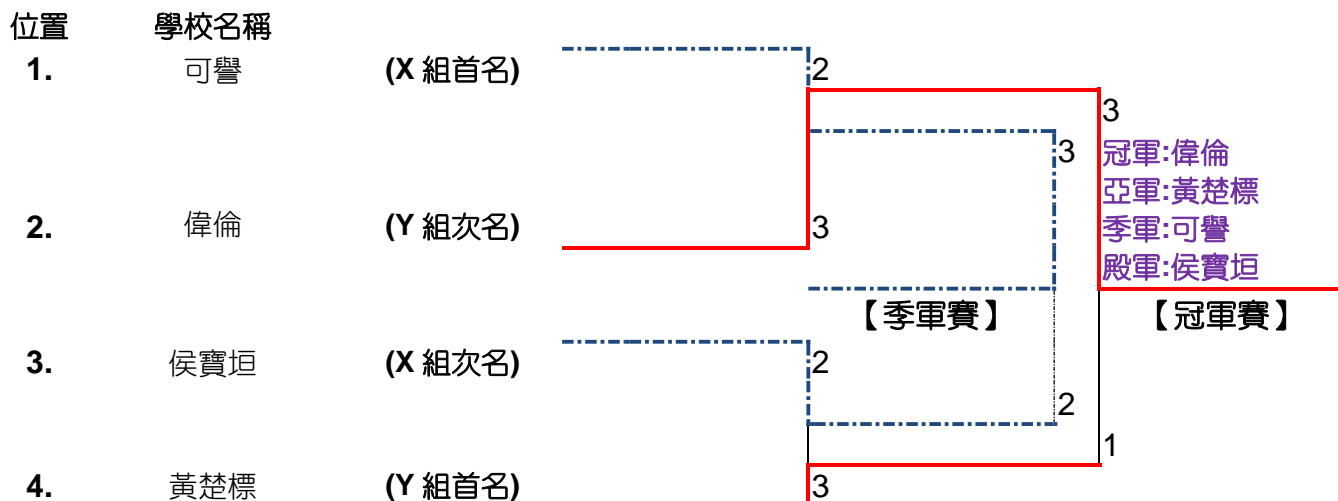 位置 學校名稱
1. 可譽 (X 組首名) 2
3
3 冠軍:偉倫
亞軍:黃楚標
2. 偉倫 (Y 組次名) 3 季軍:可譽
殿軍:侯寶垣
【季軍賽】 【冠軍賽】
3. 侯寶垣 (X 組次名) 2
2
1
4. 黃楚標 (Y 組首名) 3